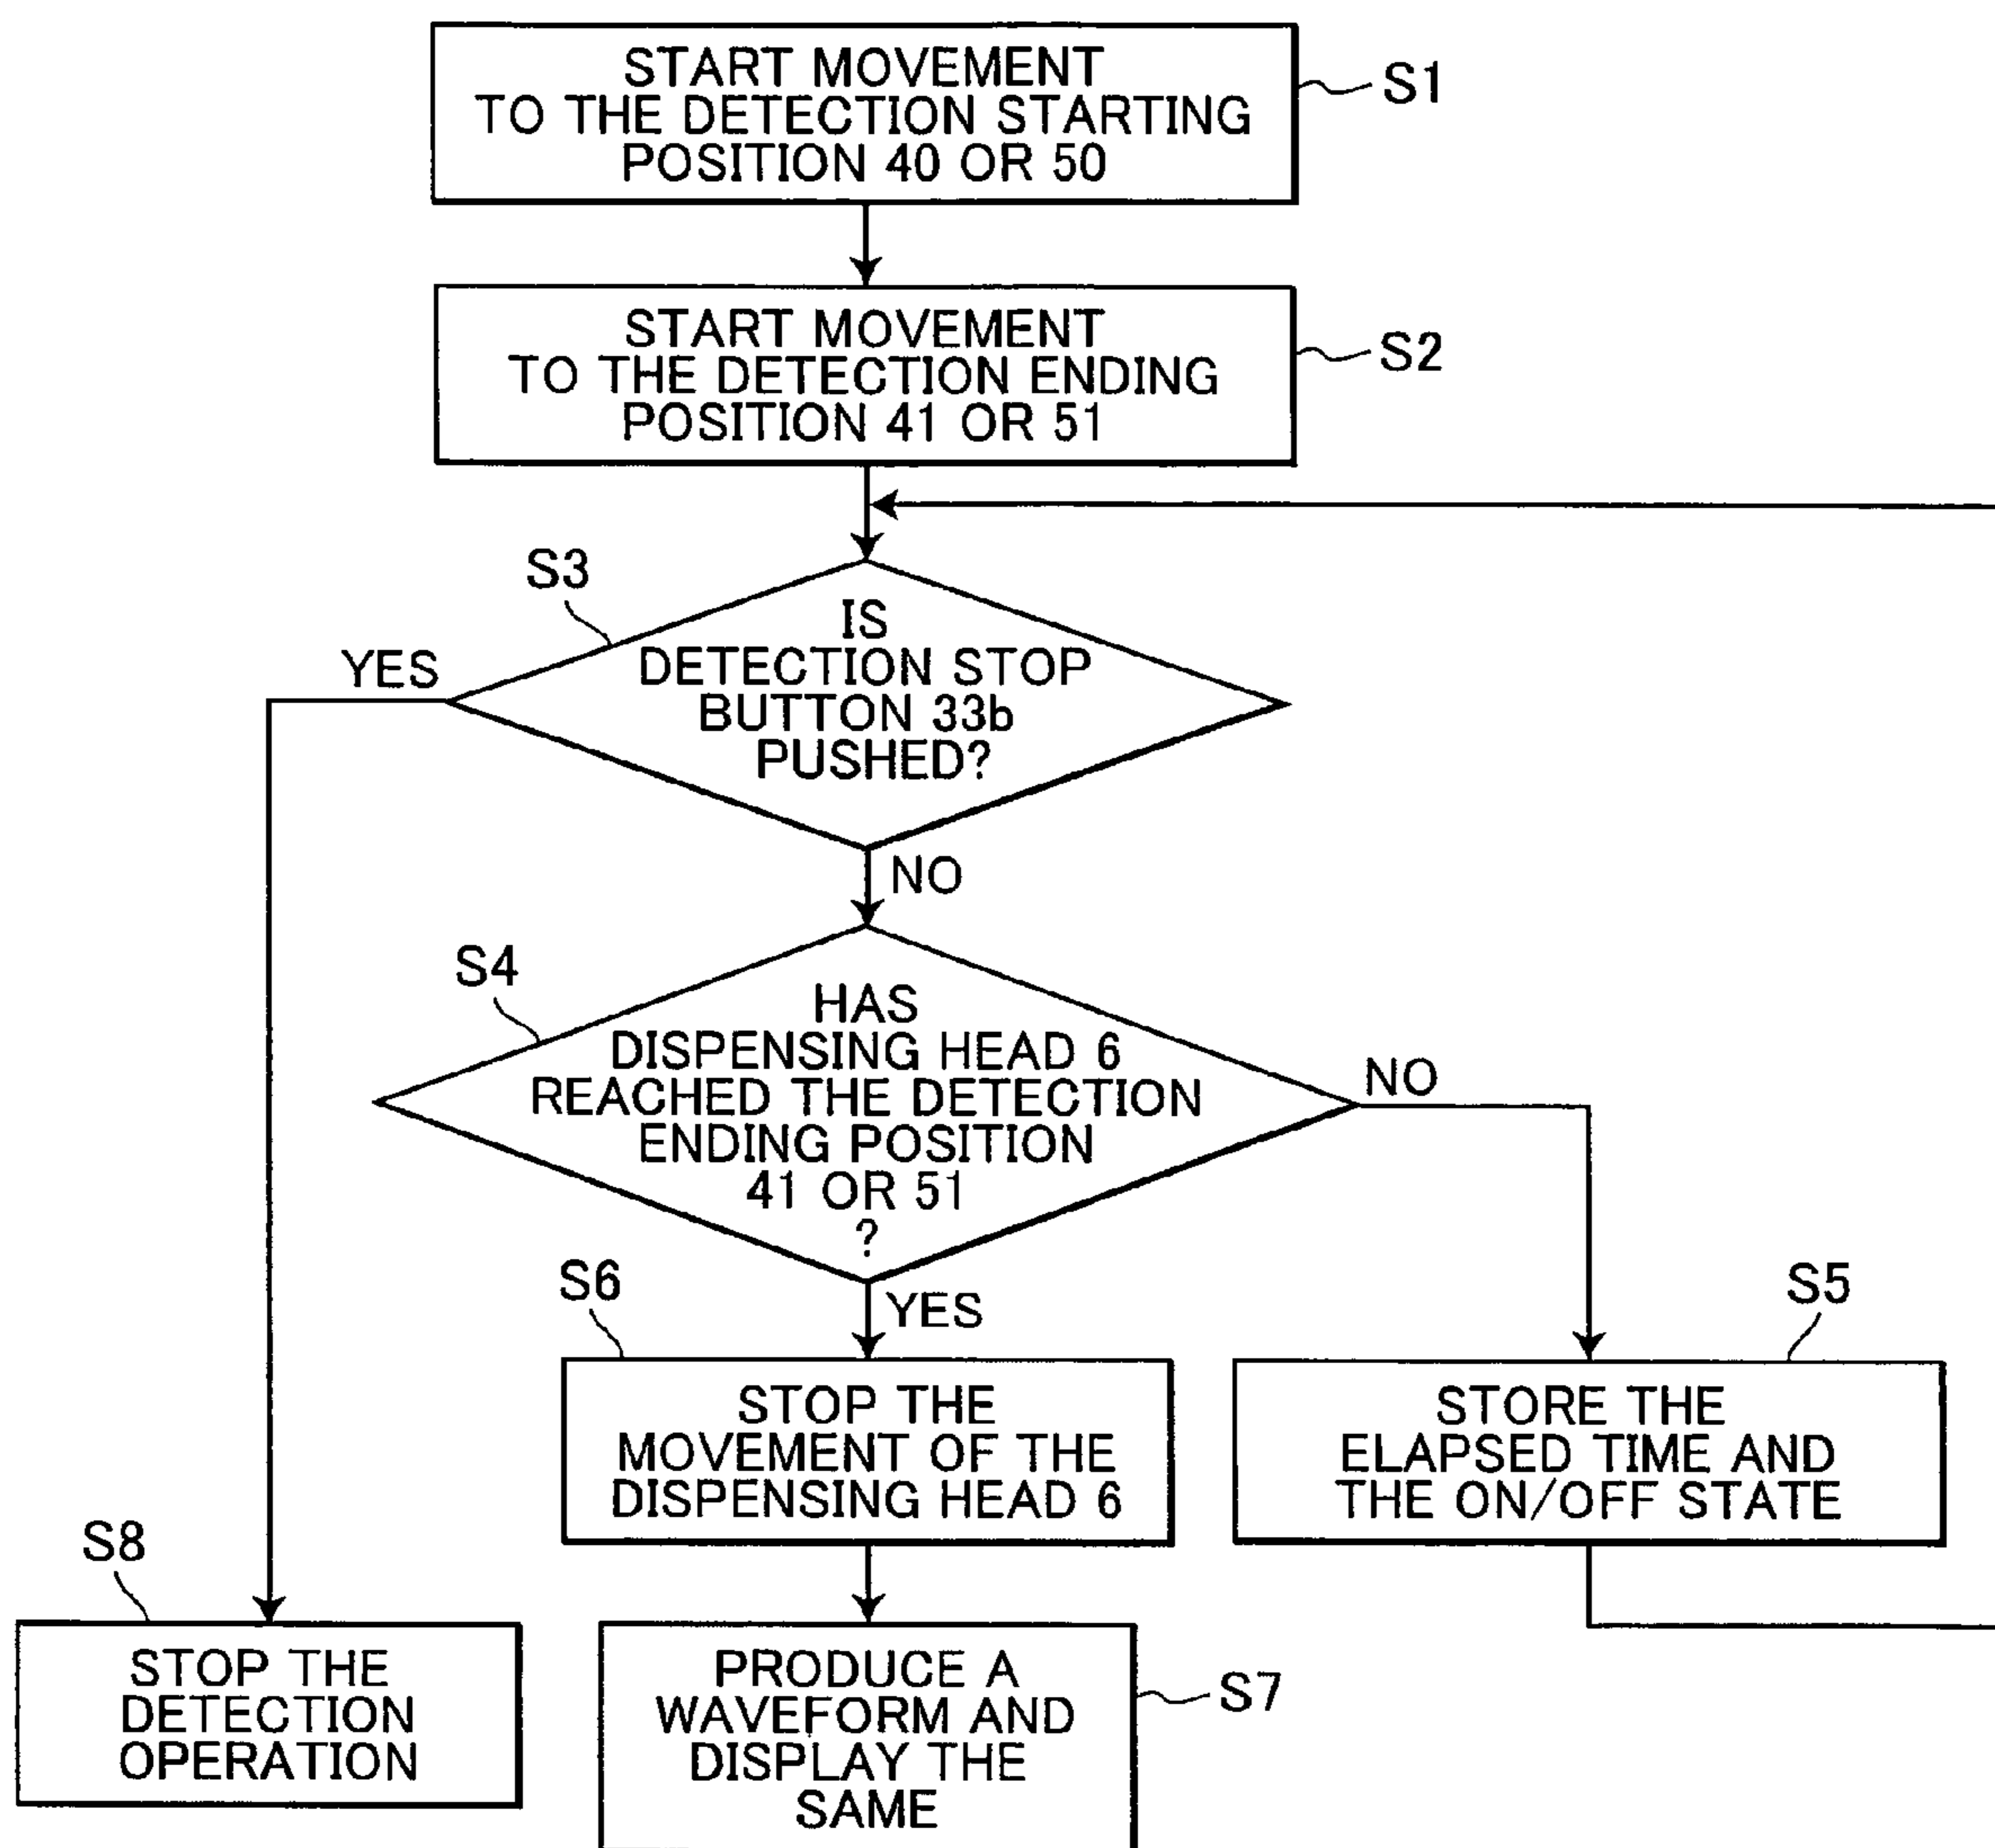 START MOVEMENT
TO THE DETECTION STARTING
POSITION 40 OR 50
S1
START MOVEMENT
TO THE DETECTION ENDING
POSITION 41 OR 51
S2
S3
IS
DETECTION STOP
BUTTON 33b
PUSHED?
YES
NO
S4
HAS
DISPENSING HEAD 6
REACHED THE DETECTION
ENDING POSITION
41 OR 51
?
NO
YES
S6
STOP THE
MOVEMENT OF THE
DISPENSING HEAD 6
S5
STORE THE
ELAPSED TIME AND
THE ON/OFF STATE
S8
STOP THE
DETECTION
OPERATION
PRODUCE A
WAVEFORM AND
DISPLAY THE
SAME
S7